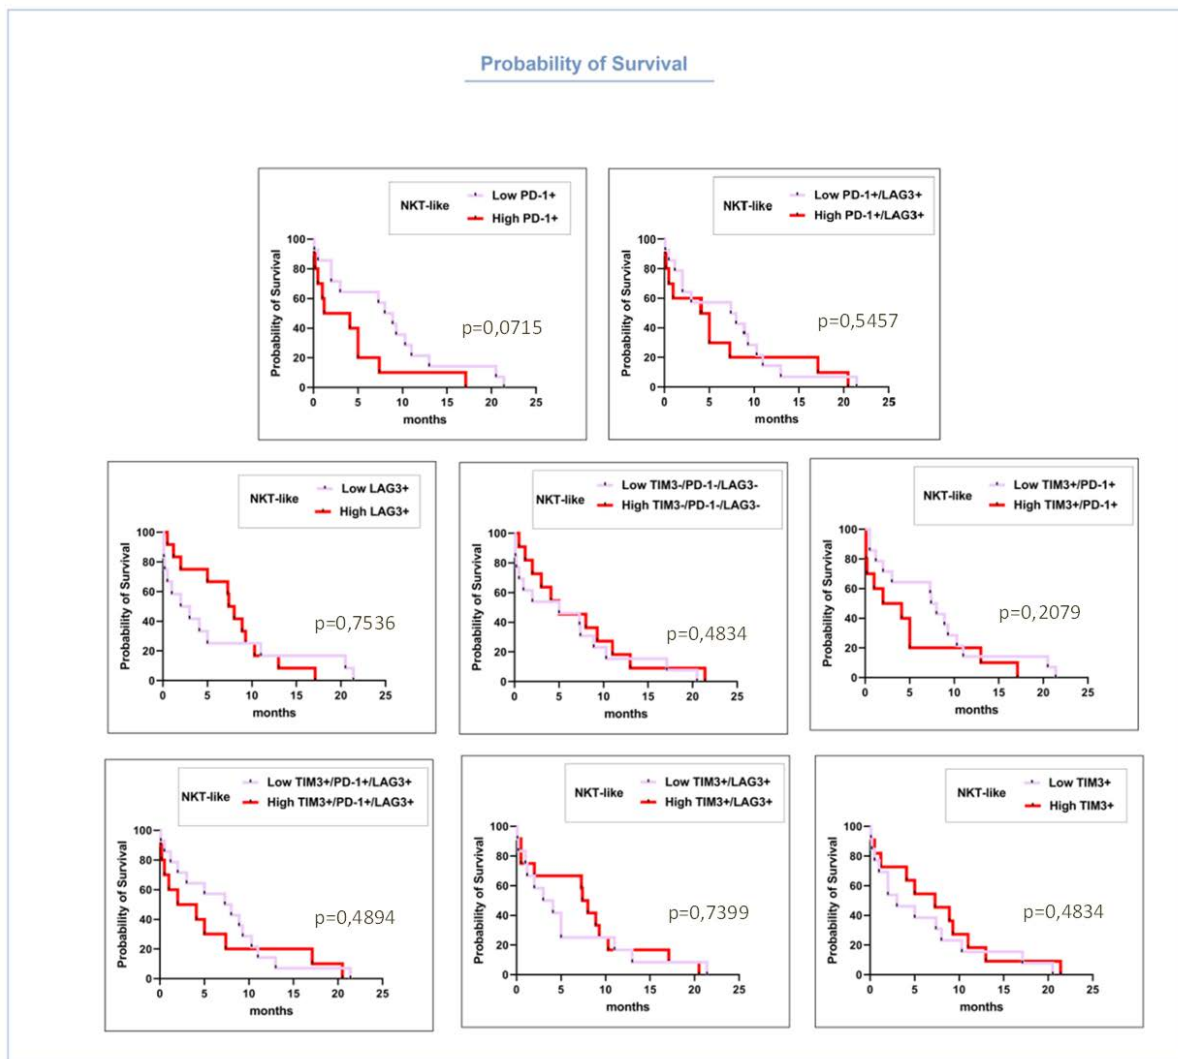 Probability of Survival
NKT-like
Low PD-1+
High PD-1+
Probability of Survival
100
80
60
40
20
0
p=0,0715
0 5 10 15 20 25
months
NKT-like
Low PD-1+/LAG3+
High PD-1+/LAG3+
Probability of Survival
100
80
60
40
20
0
p=0,5457
0 5 10 15 20 25
months
NKT-like
Low LAG3+
High LAG3+
Probability of Survival
100
80
60
40
20
0
p=0,7536
0 5 10 15 20 25
months
NKT-like
Low TIM3-/PD-1-/LAG3-
High TIM3-/PD-1-/LAG3-
Probability of Survival
100
80
60
40
20
0
p=0,4834
0 5 10 15 20 25
months
NKT-like
Low TIM3+/PD-1+
High TIM3+/PD-1+
Probability of Survival
100
80
60
40
20
0
p=0,2079
0 5 10 15 20 25
months
NKT-like
Low TIM3+/PD-1+/LAG3+
High TIM3+/PD-1+/LAG3+
Probability of Survival
100
80
60
40
20
0
p=0,4894
0 5 10 15 20 25
months
NKT-like
Low TIM3+/LAG3+
High TIM3+/LAG3+
Probability of Survival
100
80
60
40
20
0
p=0,7399
0 5 10 15 20 25
months
NKT-like
Low TIM3+
High TIM3+
Probability of Survival
100
80
60
40
20
0
p=0,4834
0 5 10 15 20 25
months